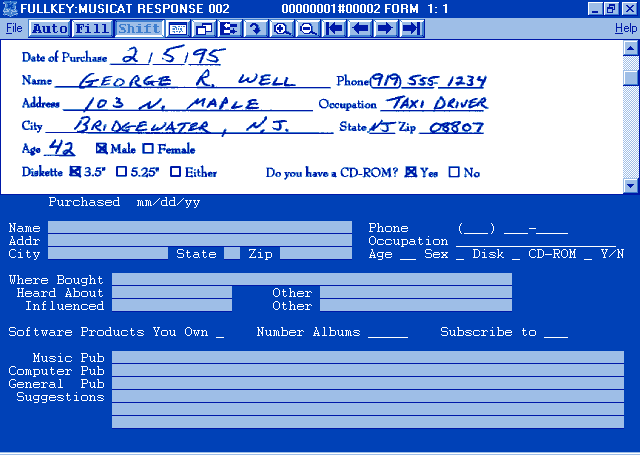 FULLKEY:MUSICAT RESPONSE 002 00000001#00002 FORM 1: 1
File Auto Fill Shift Help
Date of Purchase 2/5/95
Name GEORGE R. WELL Phone (919) 555 1234
Address 103 N. MAPLE Occupation TAXI DRIVER
City BRIDGEWATER, N.J. State NJ Zip 08807
Age 42 Male Female
Diskette 3.5" 5.25" Either Do you have a CD-ROM? Yes No
Purchased mm/dd/yy
Name Phone (___) ___-____
Addr Occupation ____________________
City State Zip Age __ Sex _ Disk _ CD-ROM _ Y/N
Where Bought
Heard About Other
Influenced Other
Software Products You Own _ Number Albums _____ Subscribe to ___
Music Pub
Computer Pub
General Pub
Suggestions